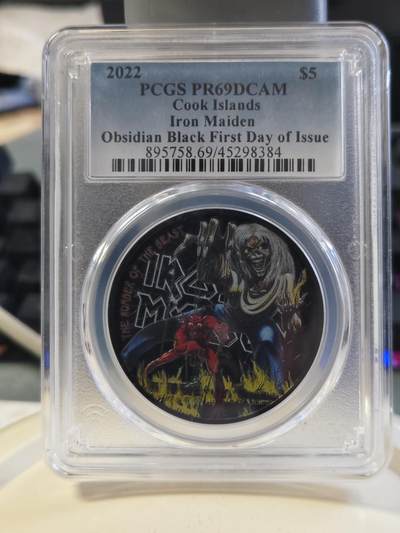 2022 $5
PCGS PR69DCAM
Cook Islands
Iron Maiden
Obsidian Black First Day of Issue
895758.69/45298384
THE NUMBER OF THE BEAST
IRON
MAIDEN